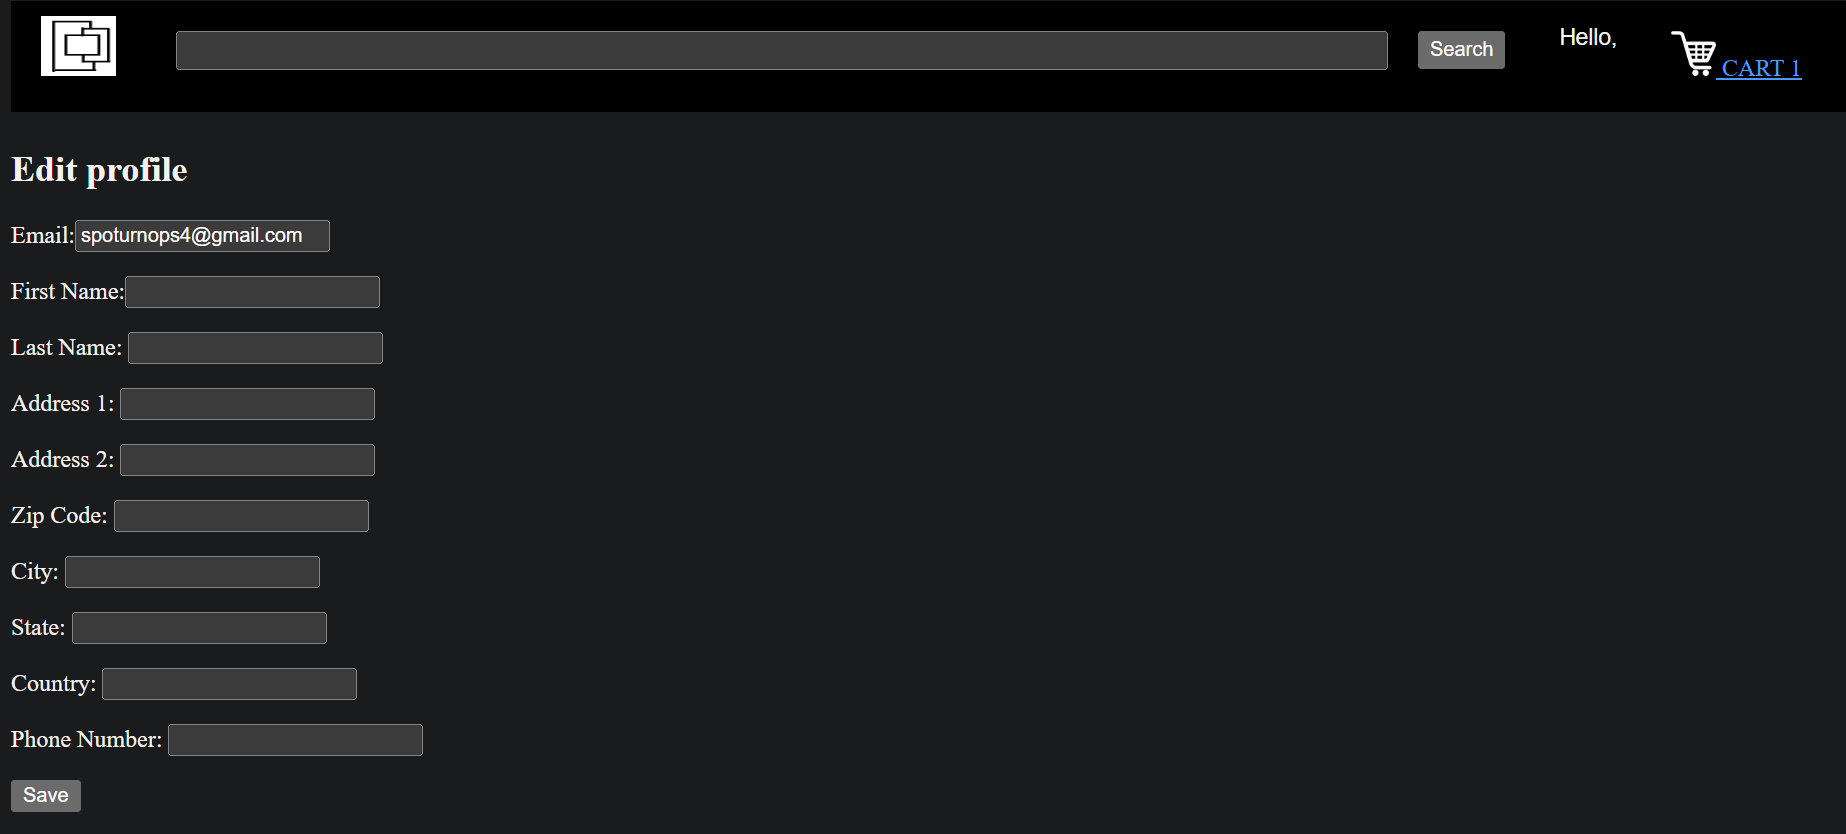 Search
Hello,
CART 1
Edit profile
Email: spoturnops4@gmail.com
First Name:
Last Name:
Address 1:
Address 2:
Zip Code:
City:
State:
Country:
Phone Number:
Save